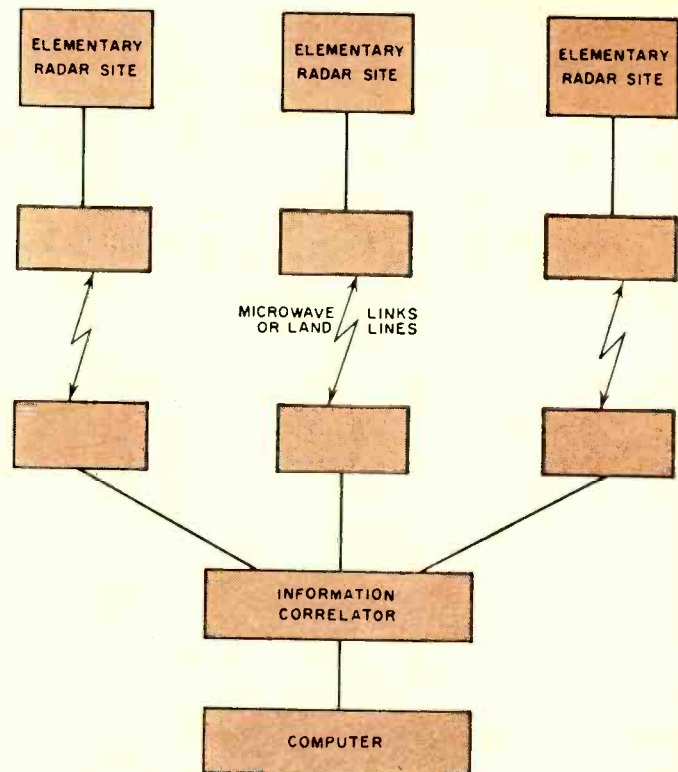 ELEMENTARY
RADAR SITE
ELEMENTARY
RADAR SITE
ELEMENTARY
RADAR SITE
MICROWAVE LINKS
OR LAND LINES
INFORMATION
CORRELATOR
COMPUTER